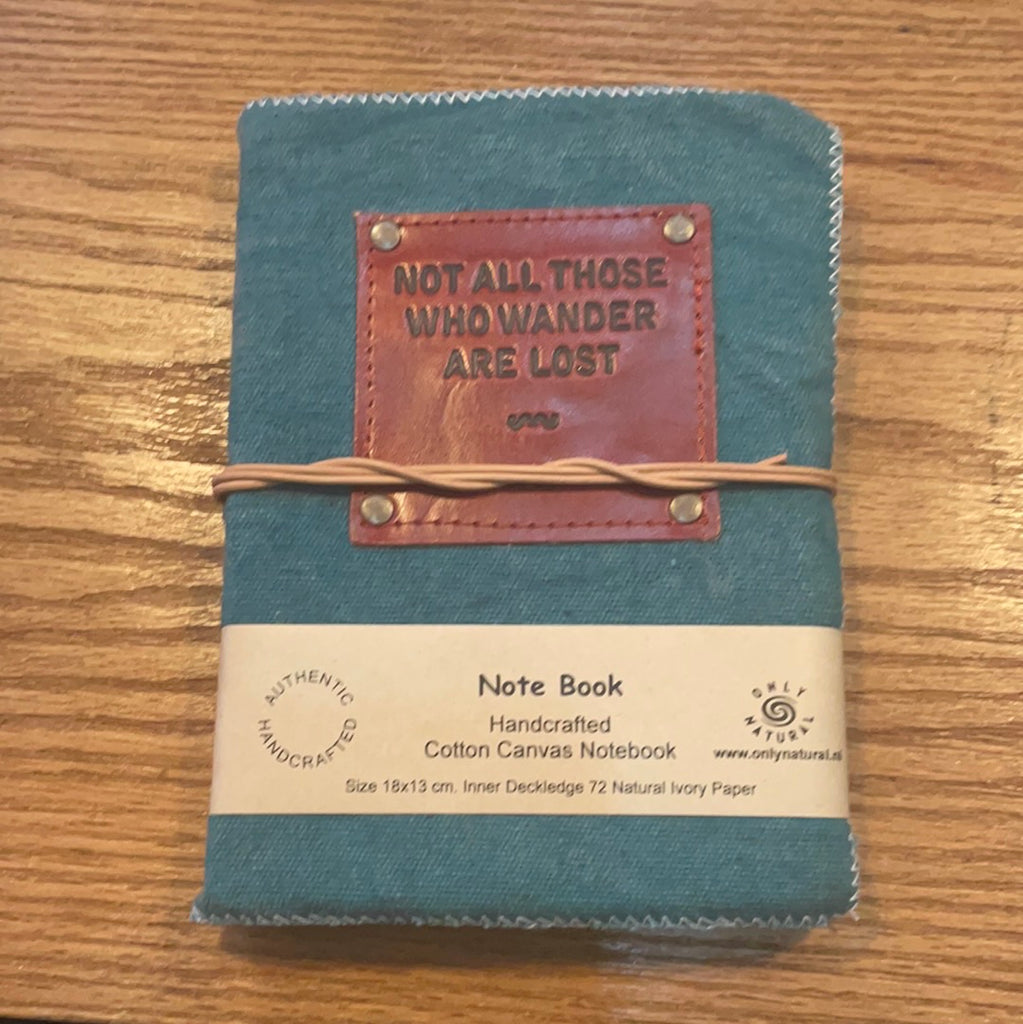 NOT ALL THOSE
WHO WANDER
ARE LOST
AUTHENTIC
HANDCRAFTED
Note Book
Handcrafted
Cotton Canvas Notebook
Size 18x13 cm. Inner Deckledge 72 Natural Ivory Paper
ONLY
NATURAL
www.onlynatural.nl